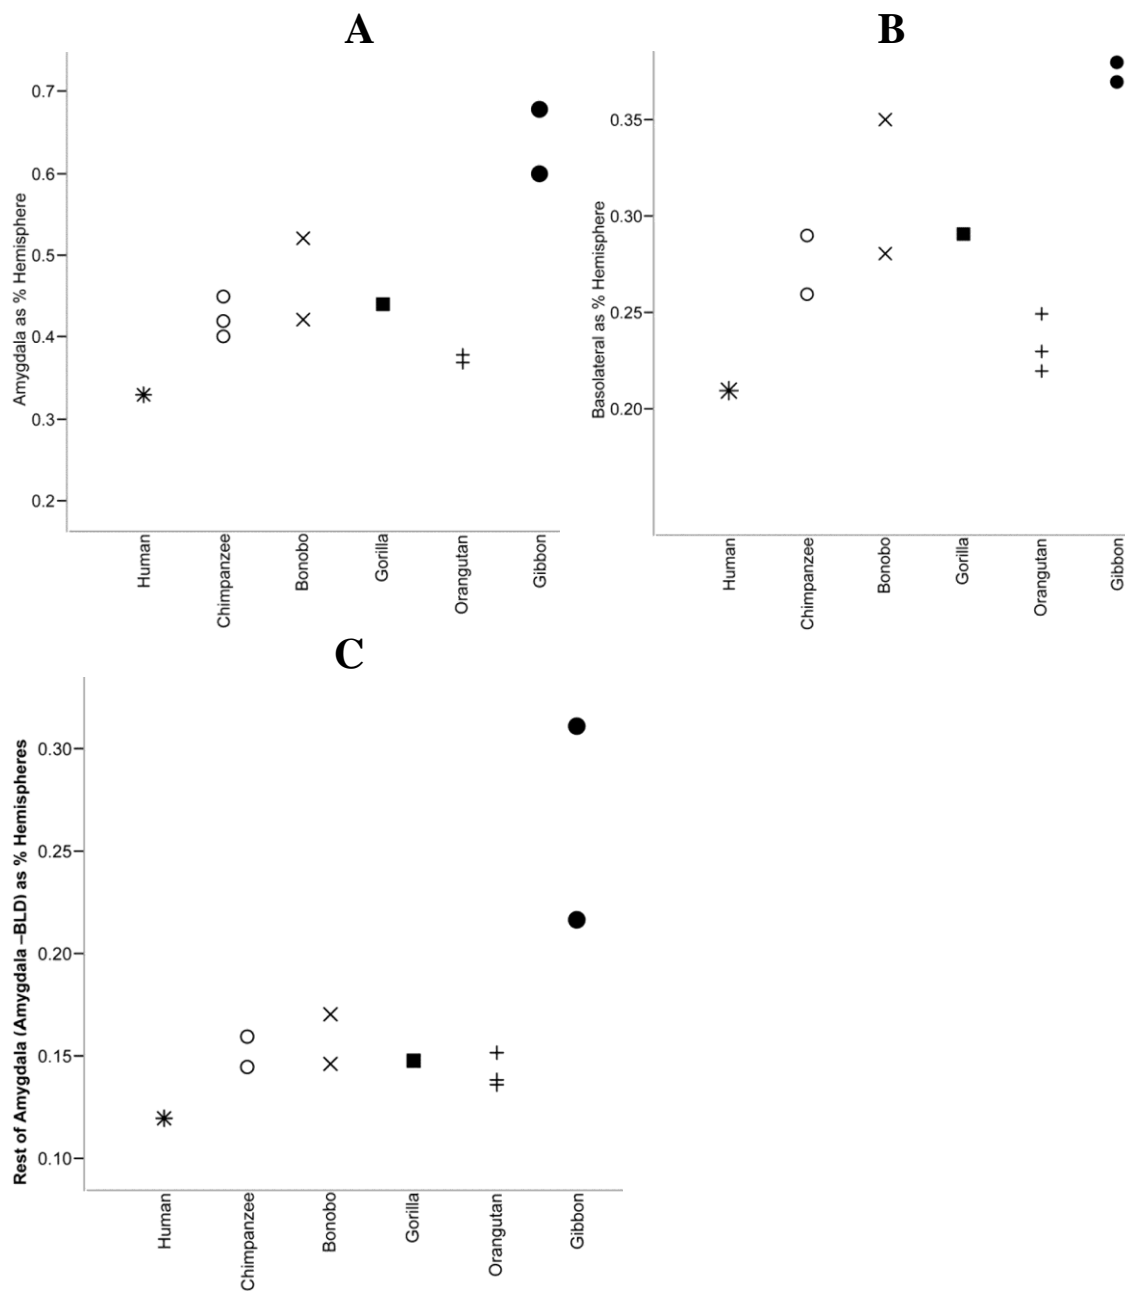 A
Amygdala as % Hemisphere
0.7
0.6
0.5
0.4
0.3
0.2
Human
Chimpanzee
Bonobo
Gorilla
Orangutan
Gibbon
B
Basolateral as % Hemisphere
0.35
0.30
0.25
0.20
Human
Chimpanzee
Bonobo
Gorilla
Orangutan
Gibbon
C
Rest of Amygdala (Amygdala –BLD) as % Hemispheres
0.30
0.25
0.20
0.15
0.10
Human
Chimpanzee
Bonobo
Gorilla
Orangutan
Gibbon